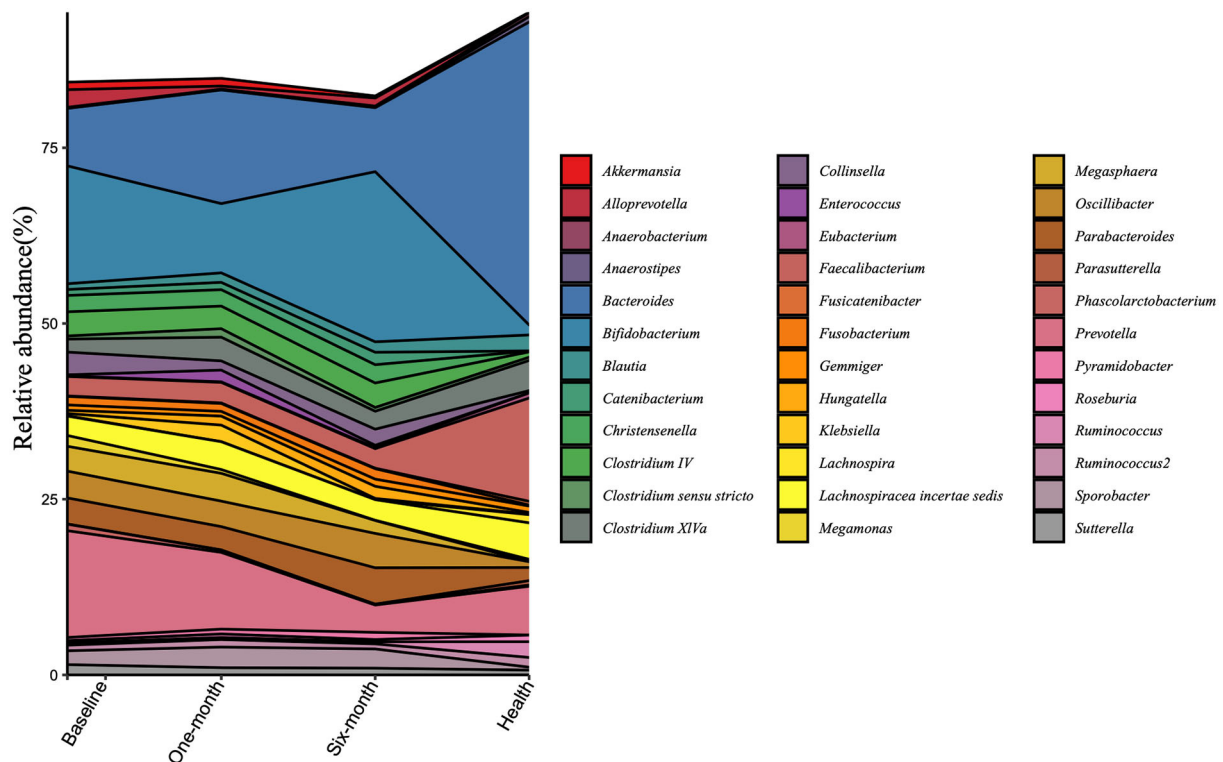 Relative abundance(%)
75
50
25
0
Baseline
One-month
Six-month
Health
Akkermansia
Alloprevotella
Anaerobacterium
Anaerostipes
Bacteroides
Bifidobacterium
Blautia
Catenibacterium
Christensenella
Clostridium IV
Clostridium sensu stricto
Clostridium XlVa
Collinsella
Enterococcus
Eubacterium
Faecalibacterium
Fusicatenibacter
Fusobacterium
Gemmiger
Hungatella
Klebsiella
Lachnospira
Lachnospiracea incertae sedis
Megamonas
Megasphaera
Oscillibacter
Parabacteroides
Parasutterella
Phascolarctobacterium
Prevotella
Pyramidobacter
Roseburia
Ruminococcus
Ruminococcus2
Sporobacter
Sutterella